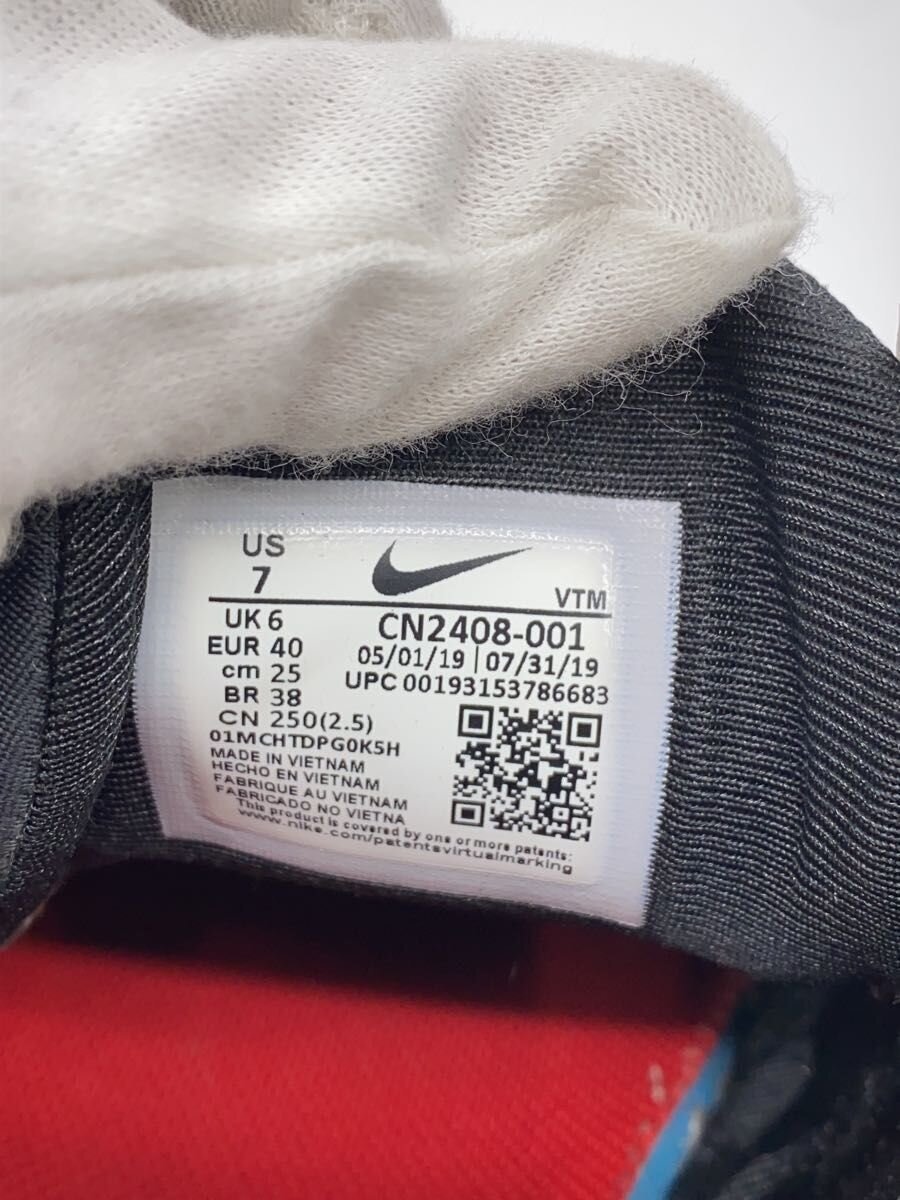 US
7
VTM
UK 6
EUR 40
cm 25
BR 38
CN 250(2.5)
CN2408-001
05/01/19 | 07/31/19
UPC 00193153786683
01MCHTDPG0K5H
MADE IN VIETNAM
HECHO EN VIETNAM
FABRIQUE AU VIETNAM
FABRICADO NO VIETNA
This product is covered by one or more patents:
www.nike.com/patentsvirtualmarking